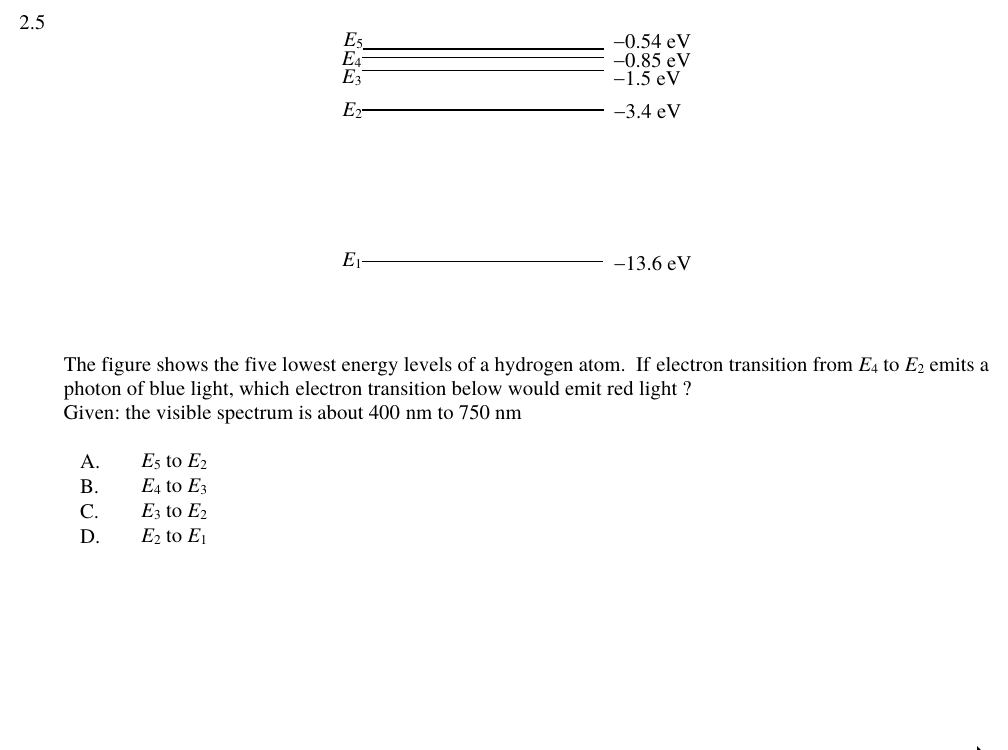 2.5
E₅ −0.54 eV
E₄ −0.85 eV
E₃ −1.5 eV
E₂ −3.4 eV
E₁ −13.6 eV
The figure shows the five lowest energy levels of a hydrogen atom. If electron transition from E₄ to E₂ emits a
photon of blue light, which electron transition below would emit red light ?
Given: the visible spectrum is about 400 nm to 750 nm
A. E₅ to E₂
B. E₄ to E₃
C. E₃ to E₂
D. E₂ to E₁